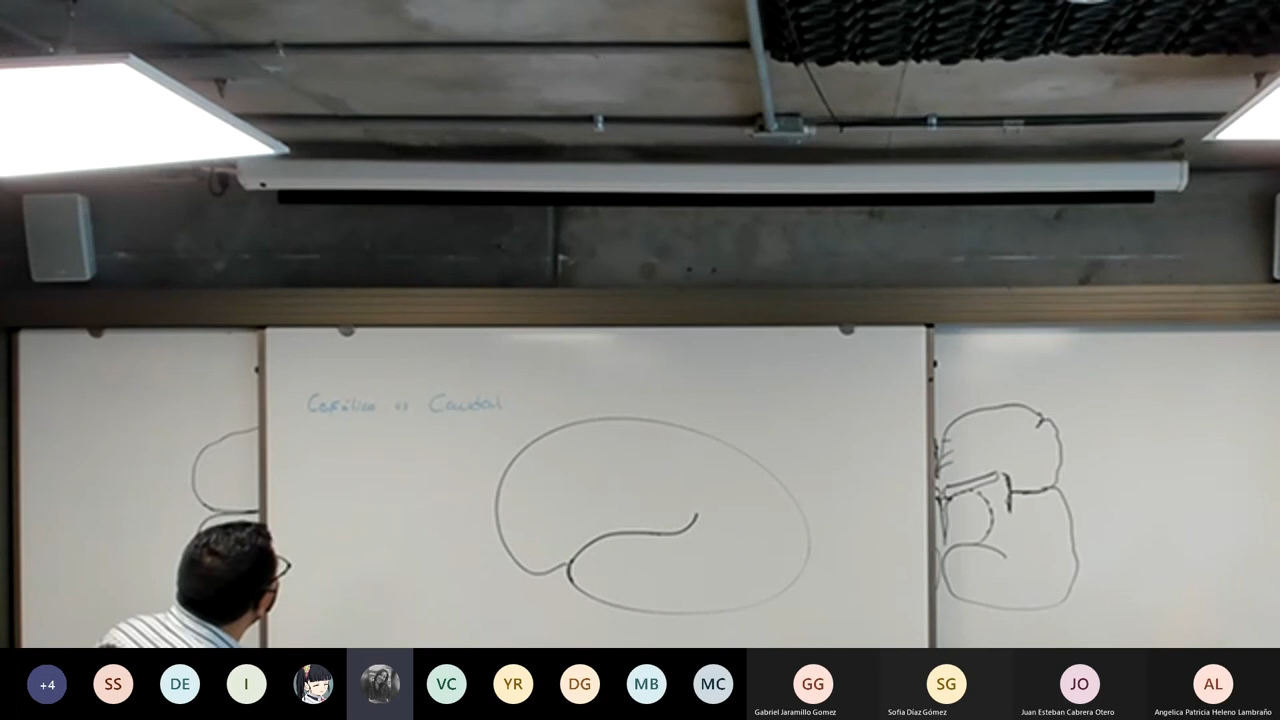 Cefálico vs Caudal
+4
SS
DE
I
VC
YR
DG
MB
MC
GG
SG
JO
AL
Gabriel Jaramillo Gomez
Sofia Díaz Gómez
Juan Esteban Cabrera Otero
Angelica Patricia Heleno Lambraño